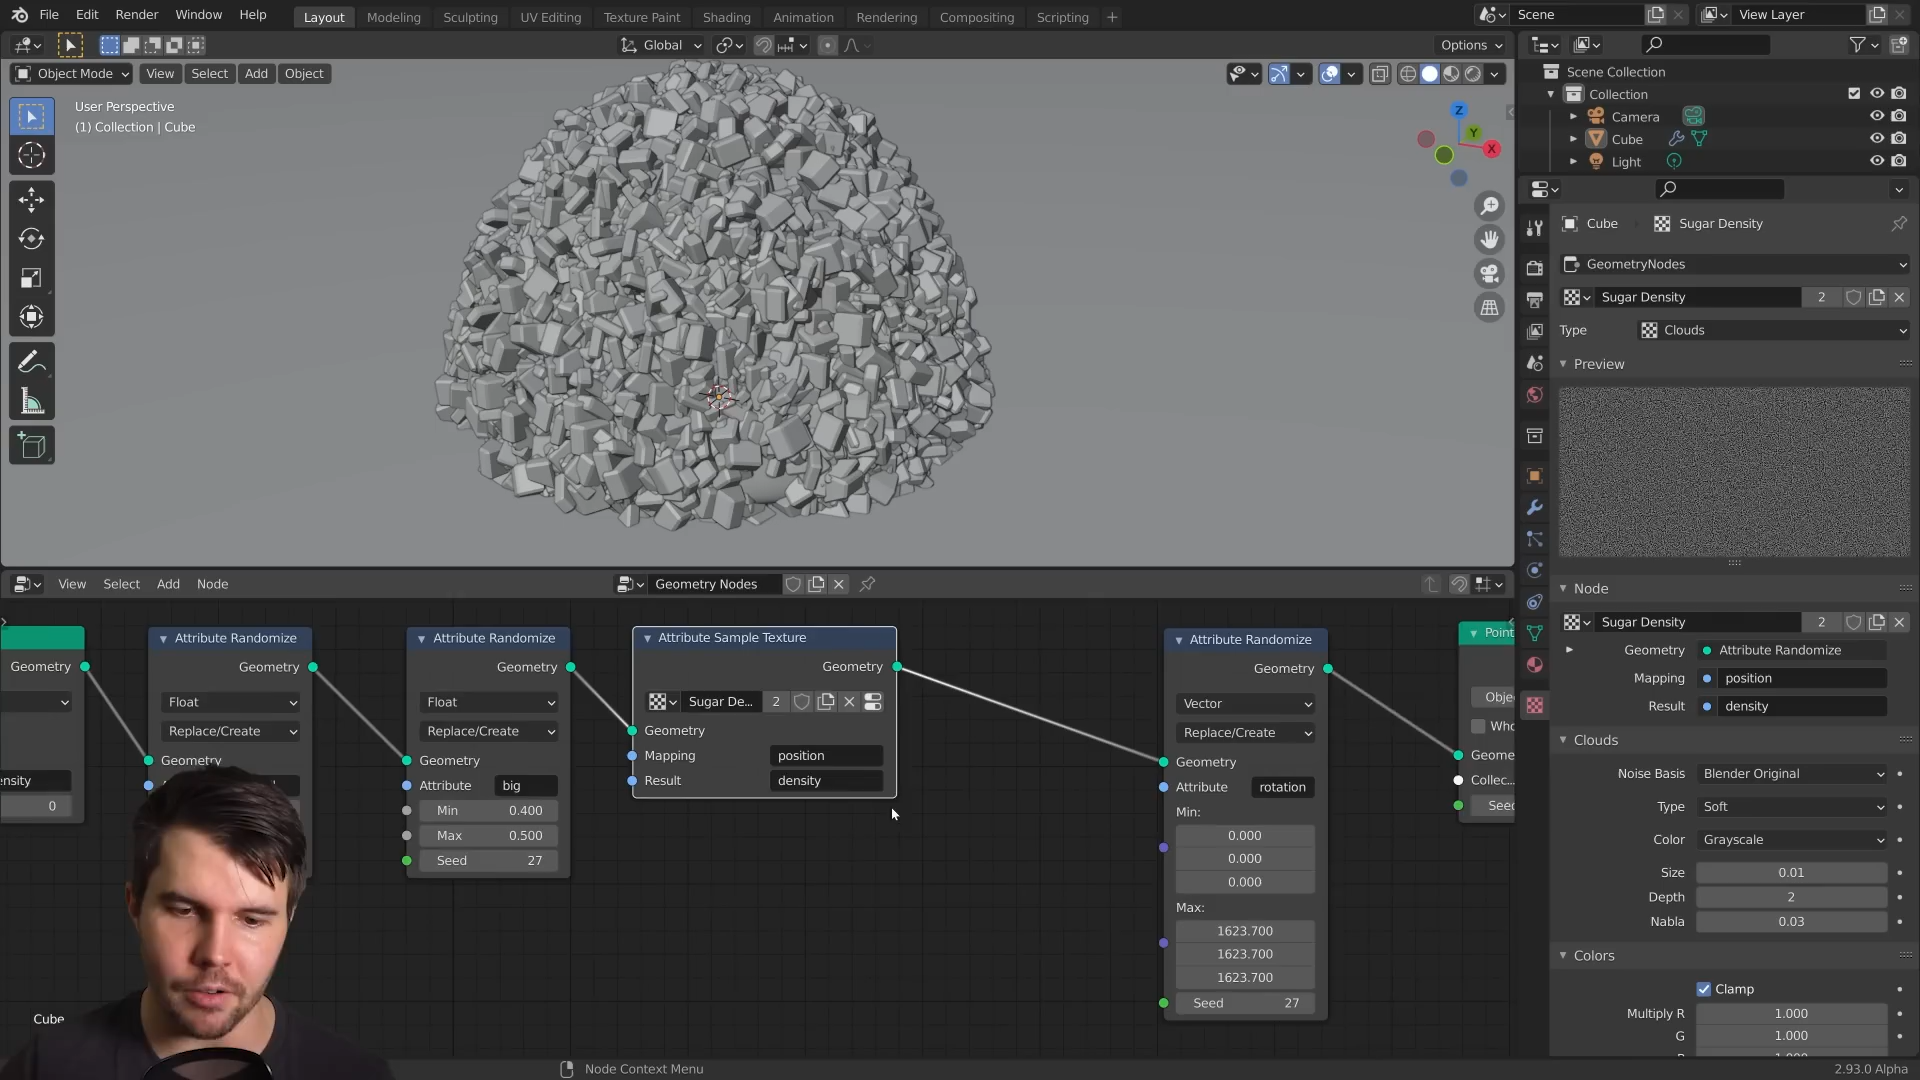 File Edit Render Window Help Layout Modeling Sculpting UV Editing Texture Paint Shading Animation Rendering Compositing Scripting + Scene View Layer
Global Options
Object Mode View Select Add Object
User Perspective
(1) Collection | Cube
Z
Y
X
Scene Collection
Collection
Camera
Cube
Light
Cube Sugar Density
GeometryNodes
Sugar Density 2
Type Clouds
Preview
Node
Sugar Density 2
Geometry Attribute Randomize
Mapping position
Result density
Clouds
Noise Basis Blender Original
Type Soft
Color Grayscale
Size 0.01
Depth 2
Nabla 0.03
Colors
Clamp
Multiply R 1.000
G 1.000
View Select Add Node Geometry Nodes
Geometry
ensity
0
Attribute Randomize
Geometry
Float
Replace/Create
Geometry
Attribute Randomize
Geometry
Float
Replace/Create
Geometry
Attribute big
Min 0.400
Max 0.500
Seed 27
Attribute Sample Texture
Geometry
Sugar De... 2
Geometry
Mapping position
Result density
Attribute Randomize
Geometry
Vector
Replace/Create
Geometry
Attribute rotation
Min:
0.000
0.000
0.000
Max:
1623.700
1623.700
1623.700
Seed 27
Point
Obje
Who
Geome
Collec...
Seed
Cube
Node Context Menu
2.93.0 Alpha